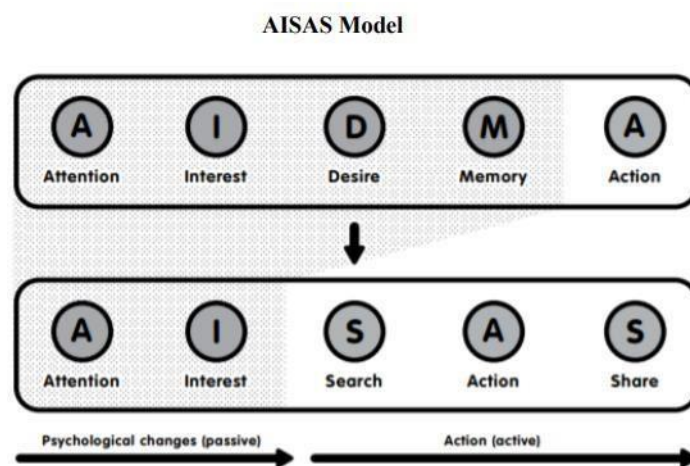 AISAS Model
A I D M A
Attention Interest Desire Memory Action
A I S A S
Attention Interest Search Action Share
Psychological changes (passive) Action (active)